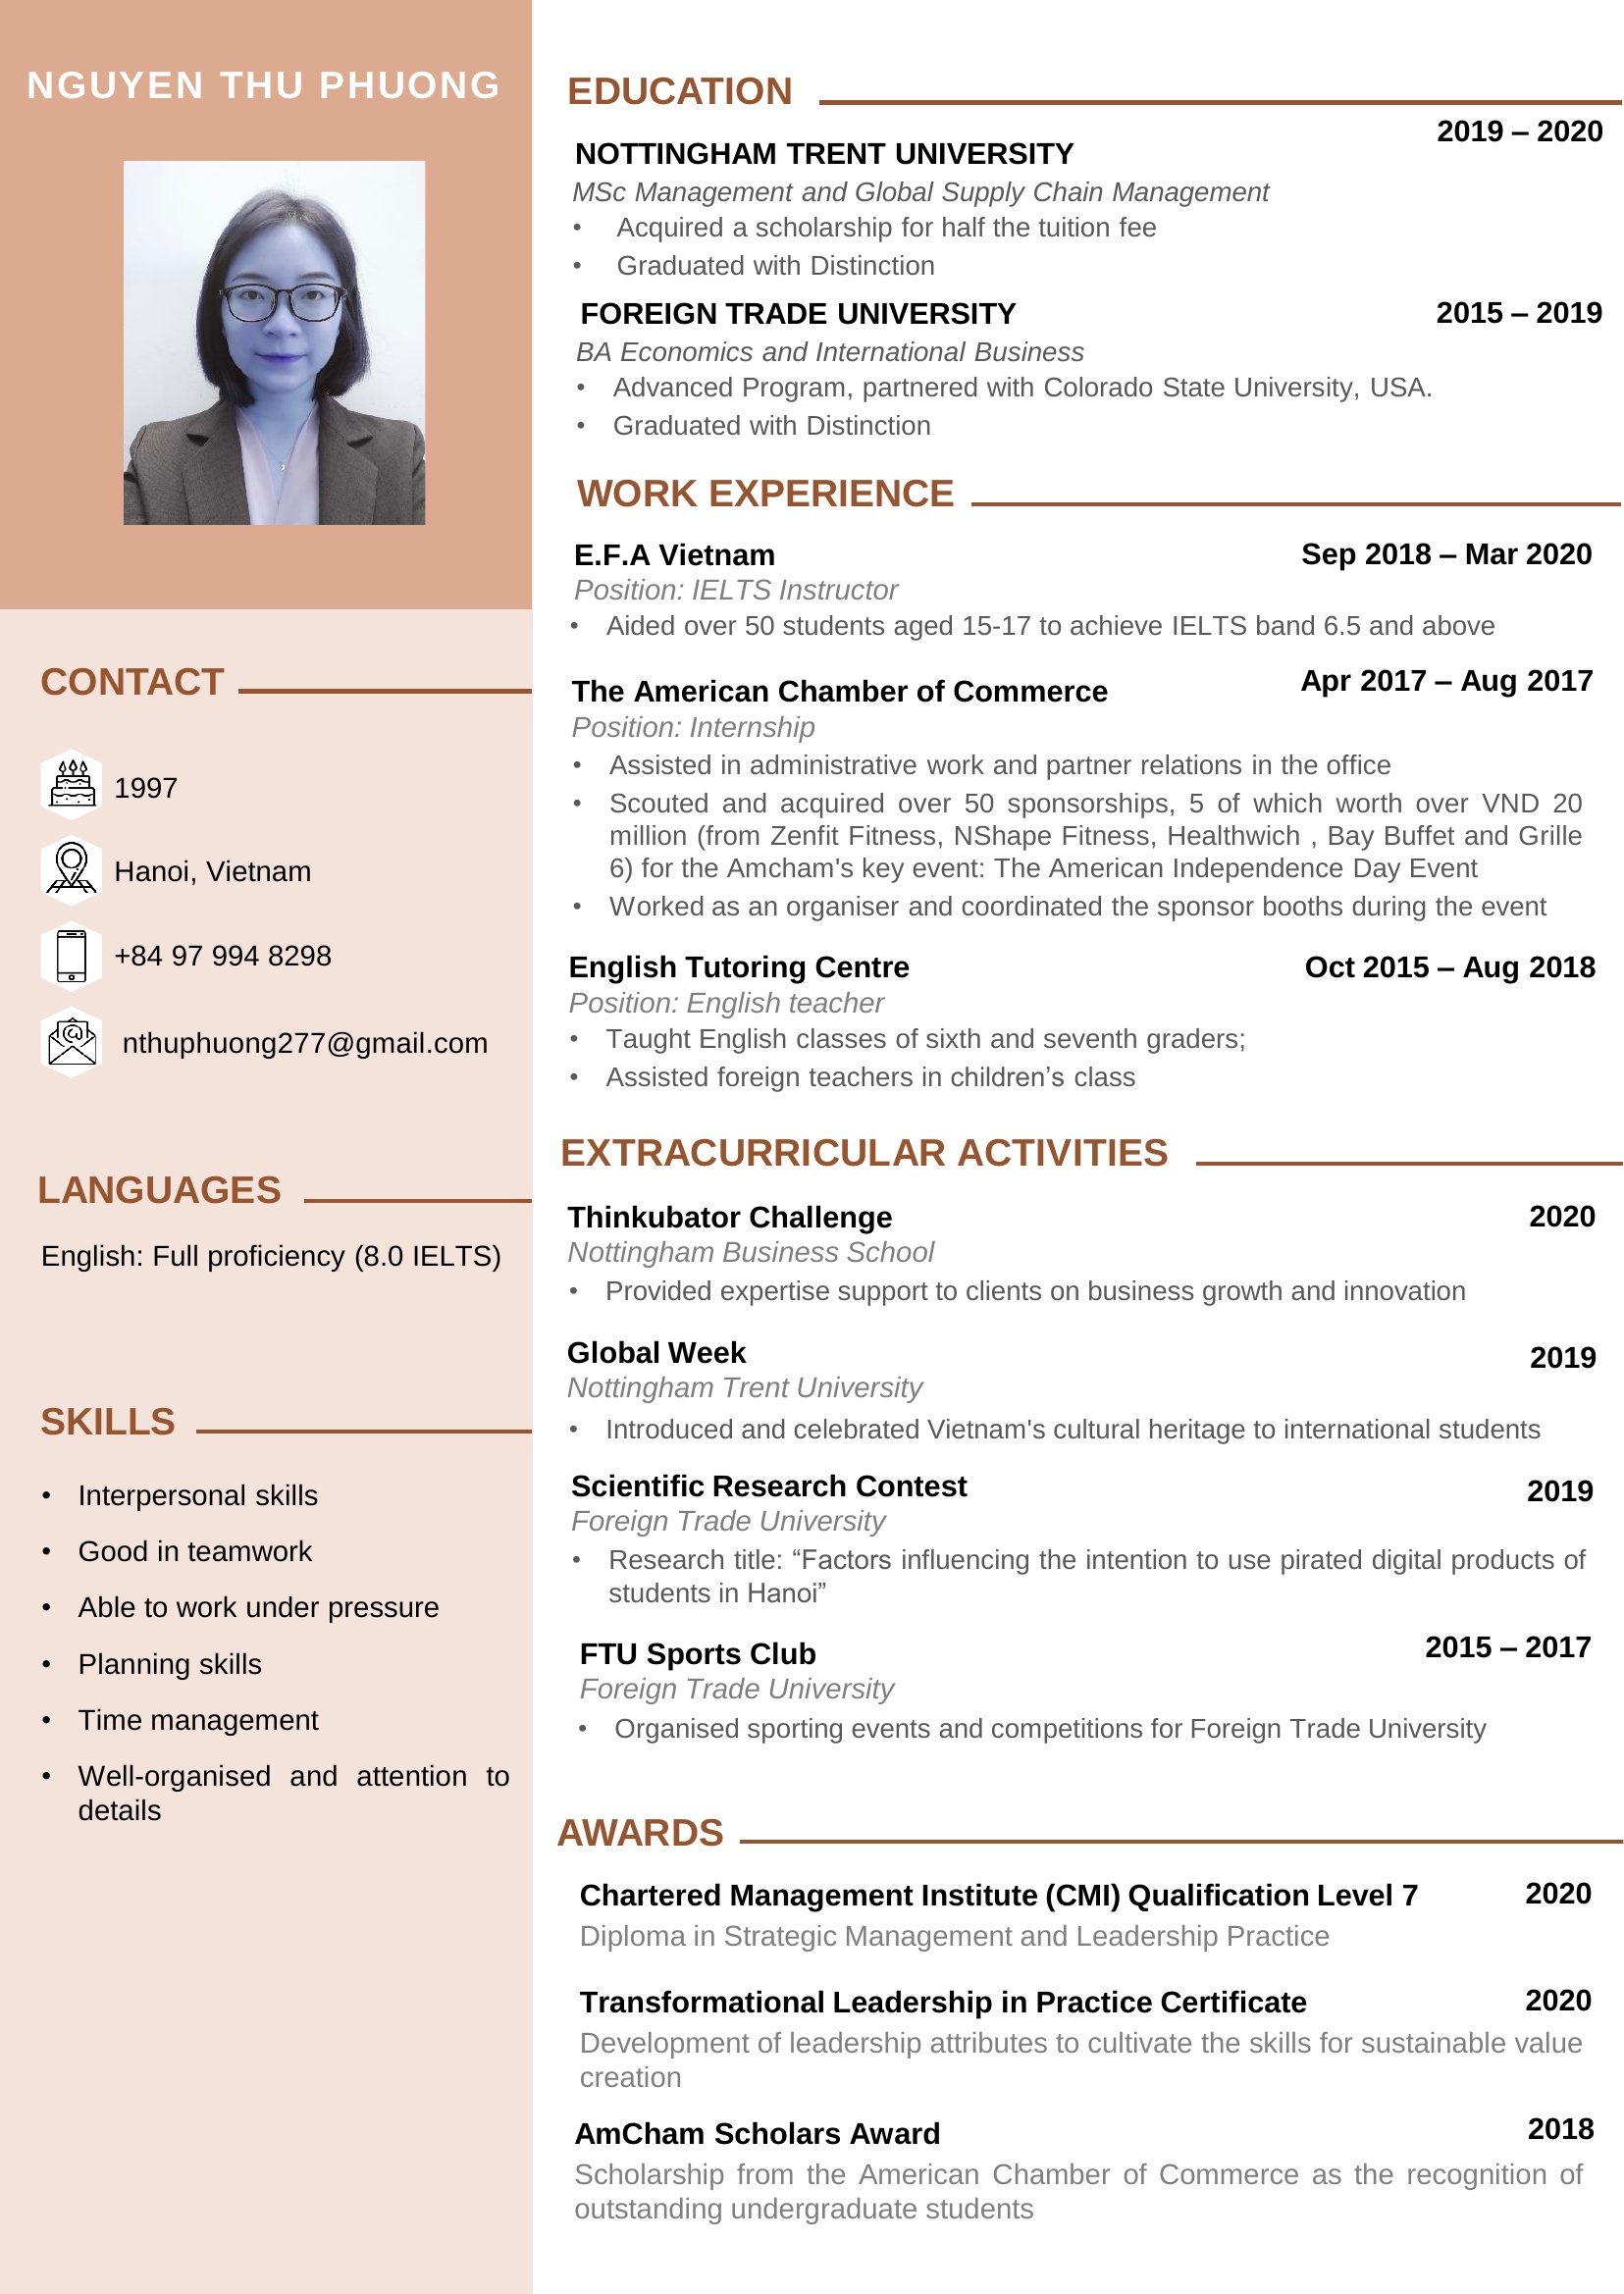 NGUYEN THU PHUONG
CONTACT
1997
Hanoi, Vietnam
+84 97 994 8298
nthuphuong277@gmail.com
LANGUAGES
English: Full proficiency (8.0 IELTS)
SKILLS
• Interpersonal skills
• Good in teamwork
• Able to work under pressure
• Planning skills
• Time management
• Well-organised and attention to
details
EDUCATION
2019 – 2020
NOTTINGHAM TRENT UNIVERSITY
MSc Management and Global Supply Chain Management
• Acquired a scholarship for half the tuition fee
• Graduated with Distinction
FOREIGN TRADE UNIVERSITY 2015 – 2019
BA Economics and International Business
• Advanced Program, partnered with Colorado State University, USA.
• Graduated with Distinction
WORK EXPERIENCE
E.F.A Vietnam Sep 2018 – Mar 2020
Position: IELTS Instructor
• Aided over 50 students aged 15-17 to achieve IELTS band 6.5 and above
The American Chamber of Commerce Apr 2017 – Aug 2017
Position: Internship
• Assisted in administrative work and partner relations in the office
• Scouted and acquired over 50 sponsorships, 5 of which worth over VND 20
million (from Zenfit Fitness, NShape Fitness, Healthwich , Bay Buffet and Grille
6) for the Amcham's key event: The American Independence Day Event
• Worked as an organiser and coordinated the sponsor booths during the event
English Tutoring Centre Oct 2015 – Aug 2018
Position: English teacher
• Taught English classes of sixth and seventh graders;
• Assisted foreign teachers in children’s class
EXTRACURRICULAR ACTIVITIES
Thinkubator Challenge 2020
Nottingham Business School
• Provided expertise support to clients on business growth and innovation
Global Week 2019
Nottingham Trent University
• Introduced and celebrated Vietnam's cultural heritage to international students
Scientific Research Contest 2019
Foreign Trade University
• Research title: “Factors influencing the intention to use pirated digital products of
students in Hanoi”
FTU Sports Club 2015 – 2017
Foreign Trade University
• Organised sporting events and competitions for Foreign Trade University
AWARDS
Chartered Management Institute (CMI) Qualification Level 7 2020
Diploma in Strategic Management and Leadership Practice
Transformational Leadership in Practice Certificate 2020
Development of leadership attributes to cultivate the skills for sustainable value
creation
AmCham Scholars Award 2018
Scholarship from the American Chamber of Commerce as the recognition of
outstanding undergraduate students